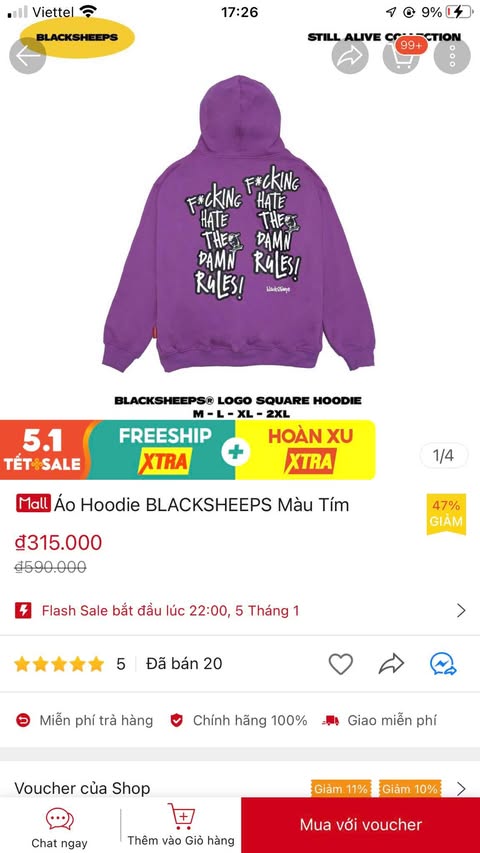 Viettel
17:26
9%
BLACKSHEEPS
STILL ALIVE COLLECTION
99+
F*CKING
HATE
THE
DAMN
RULES!
F*CKING
HATE
THE
DAMN
RULES!
blacksheeps
BLACKSHEEPS® LOGO SQUARE HOODIE
M - L - XL - 2XL
5.1
TẾT SALE
FREESHIP
XTRA
+
HOÀN XU
XTRA
1/4
Mall Áo Hoodie BLACKSHEEPS Màu Tím
47%
GIẢM
₫315.000
₫590.000
Flash Sale bắt đầu lúc 22:00, 5 Tháng 1
5
Đã bán 20
Miễn phí trả hàng
Chính hãng 100%
Giao miễn phí
Voucher của Shop
Giảm 11%
Giảm 10%
Chat ngay
Thêm vào Giỏ hàng
Mua với voucher